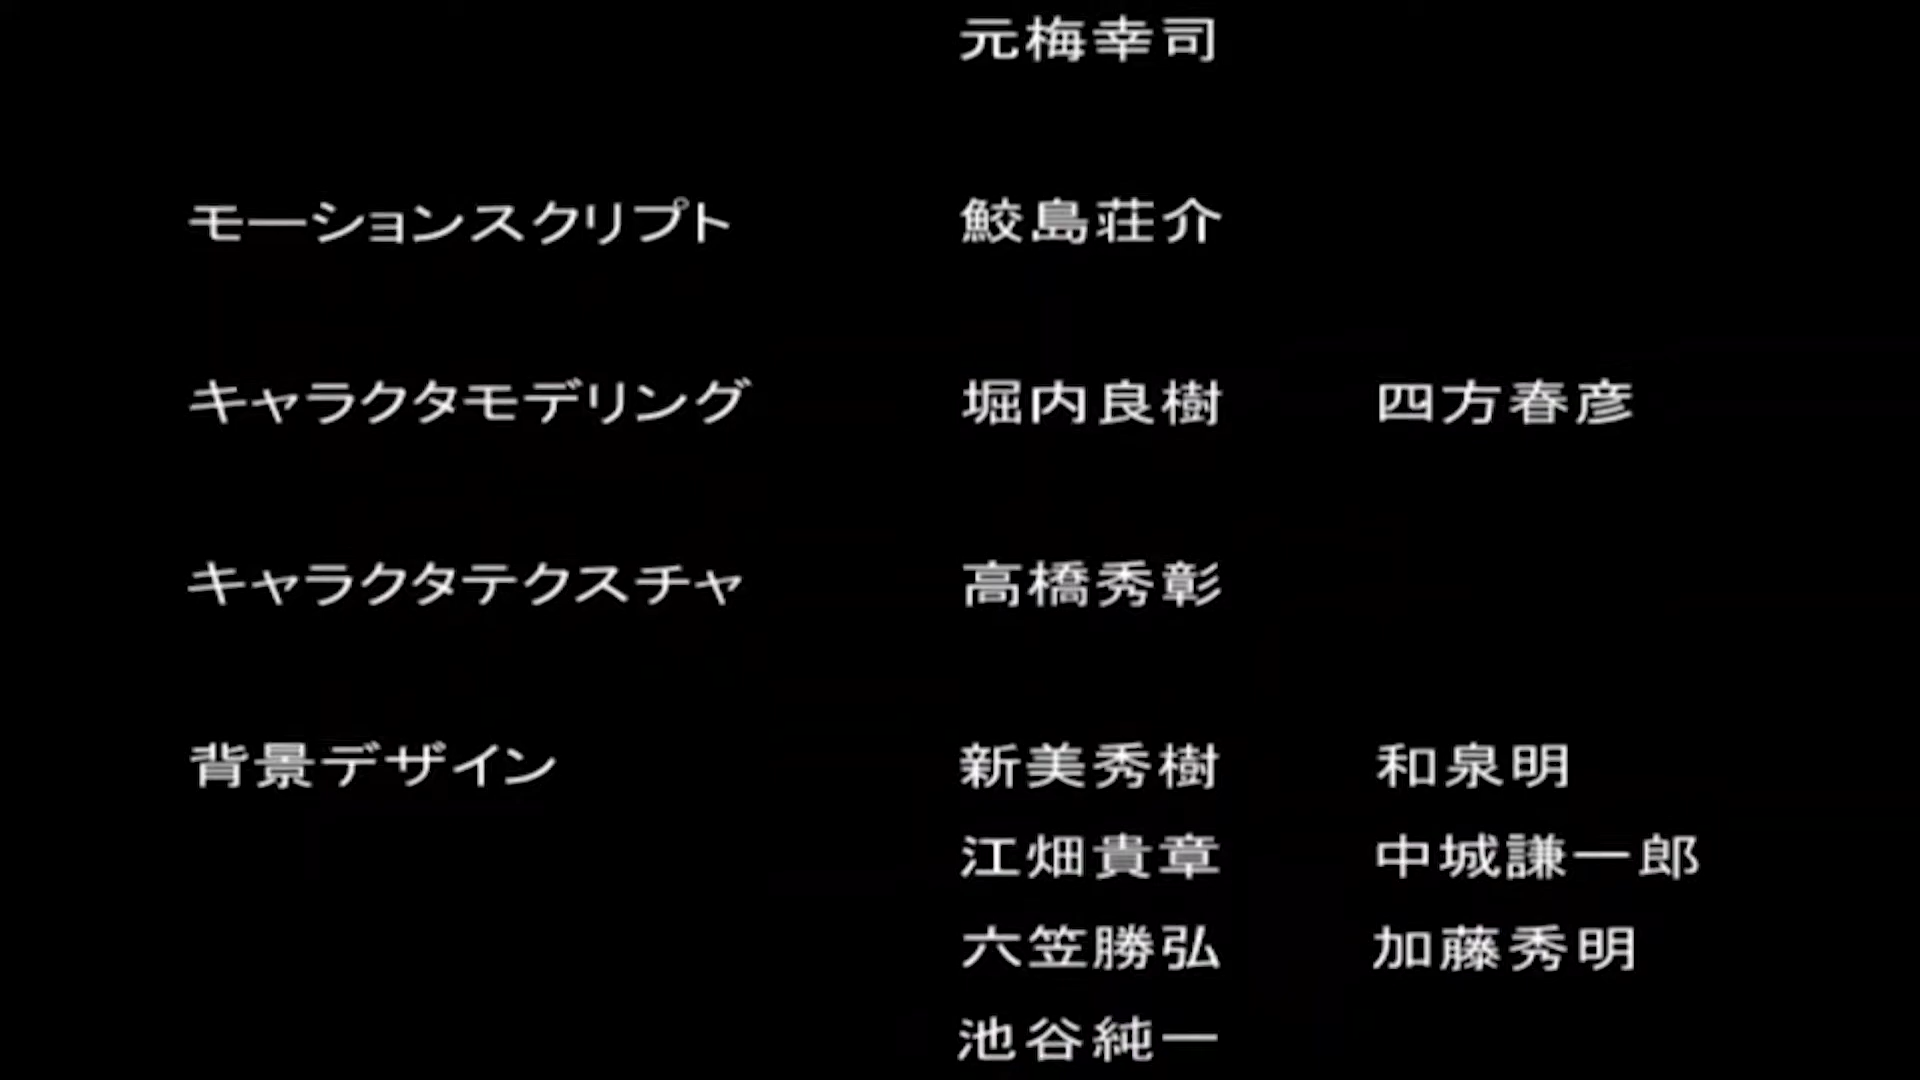 元梅幸司
モーションスクリプト 鮫島荘介
キャラクタモデリング 堀内良樹 四方春彦
キャラクタテクスチャ 高橋秀彰
背景デザイン 新美秀樹 和泉明
江畑貴章 中城謙一郎
六笠勝弘 加藤秀明
池谷純一